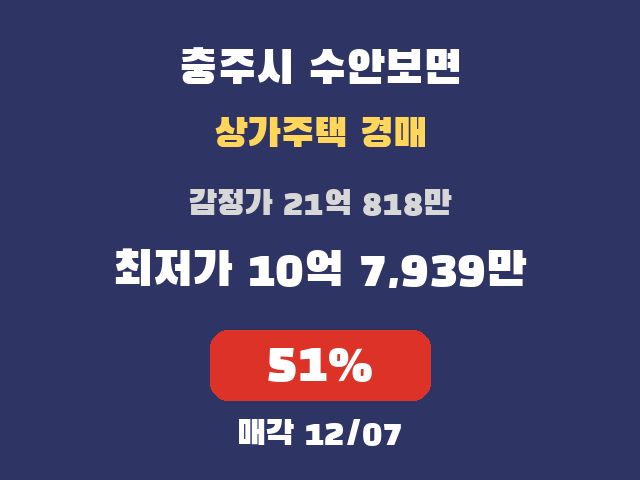 충주시 수안보면
상가주택 경매
감정가 21억 818만
최저가 10억 7,939만
51%
매각 12/07